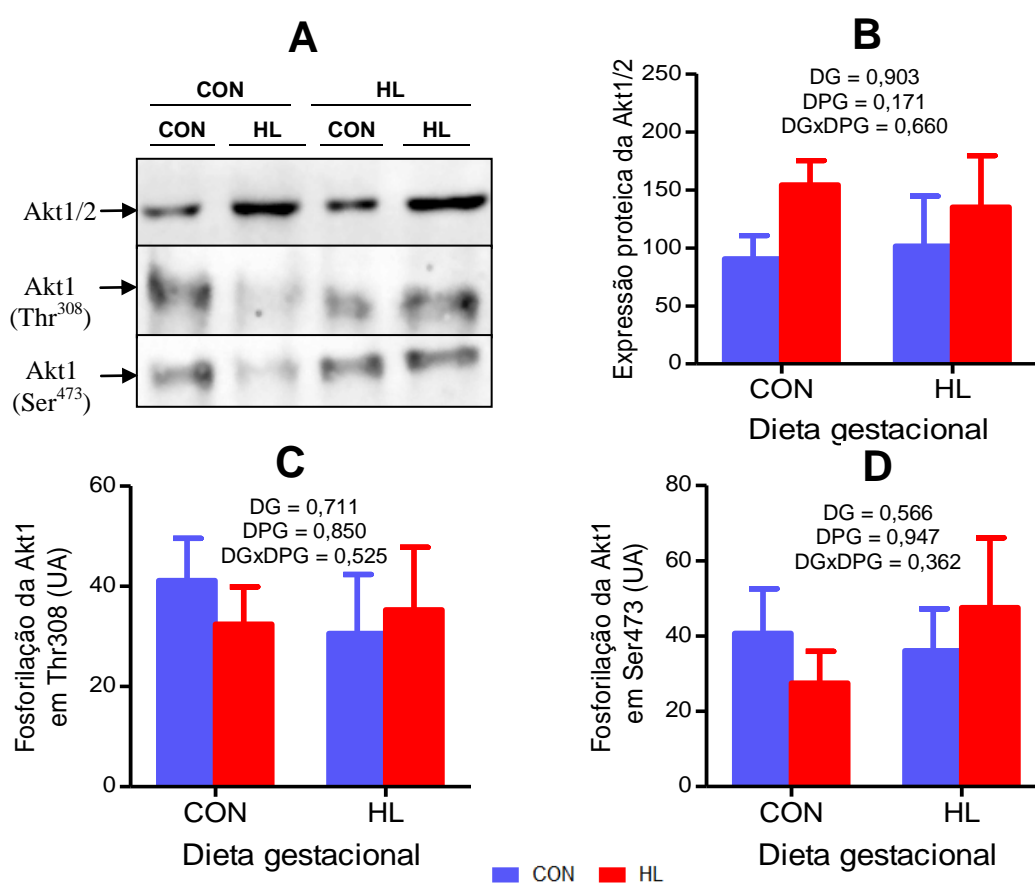 A
CON HL
CON HL CON HL
Akt1/2
Akt1
(Thr308)
Akt1
(Ser473)
B
Expressão proteica da Akt1/2
250
200
150
100
50
0
DG = 0,903
DPG = 0,171
DGxDPG = 0,660
CON HL
Dieta gestacional
C
Fosforilação da Akt1
em Thr308 (UA)
60
40
20
0
DG = 0,711
DPG = 0,850
DGxDPG = 0,525
CON HL
Dieta gestacional
D
Fosforilação da Akt1
em Ser473 (UA)
80
60
40
20
0
DG = 0,566
DPG = 0,947
DGxDPG = 0,362
CON HL
Dieta gestacional
CON HL